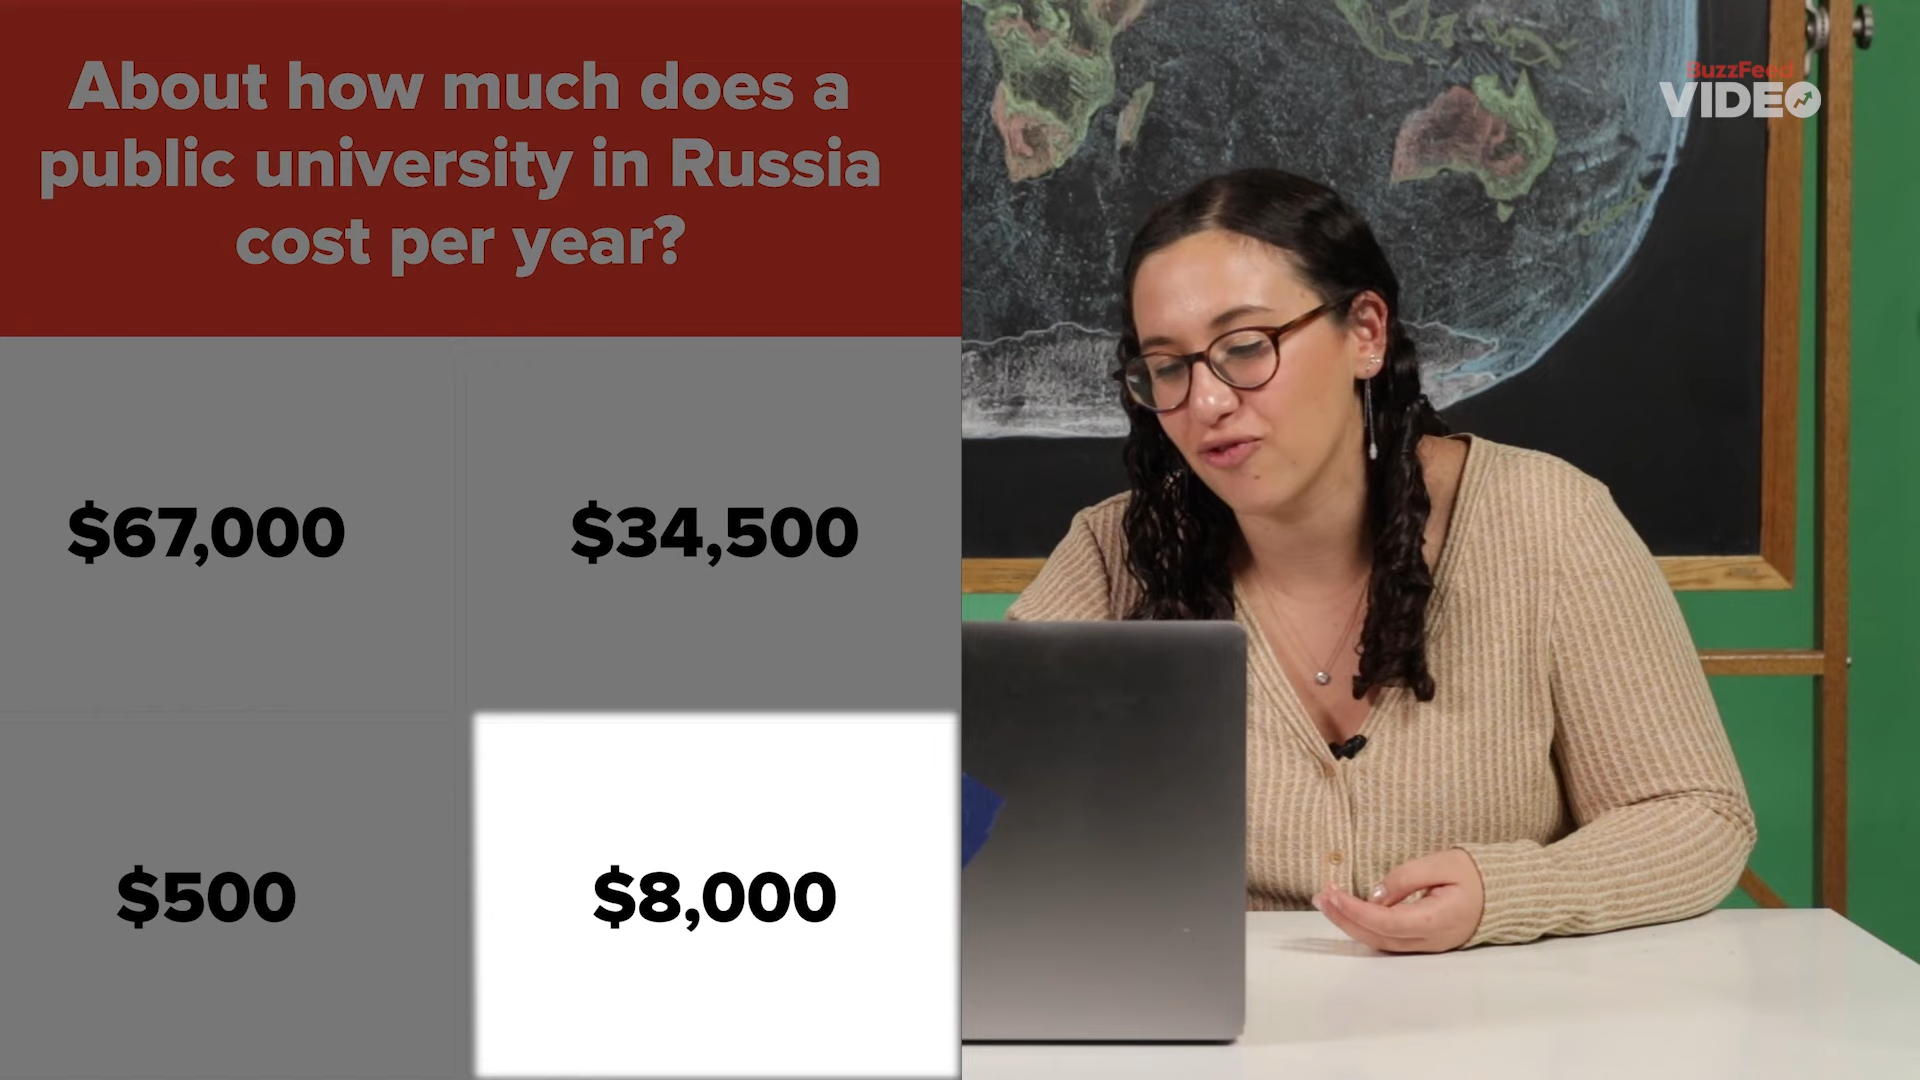 About how much does a
public university in Russia
cost per year?
$67,000
$34,500
$500
$8,000
BuzzFeed
VIDEO